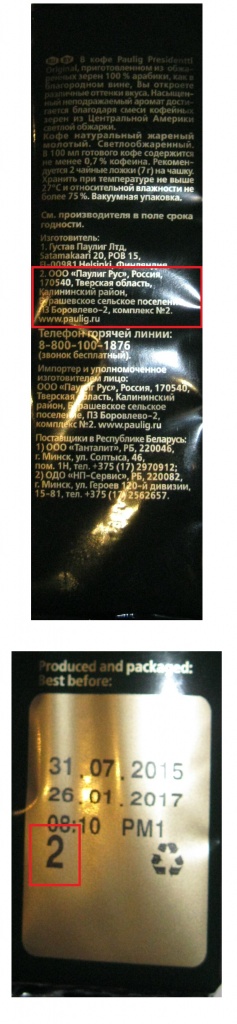 В кофе Paulig Presidentti
Original, приготовленном из обжа-
ренных зерен 100 % арабики, как в
благородном вине, Вы откроете
различные оттенки вкуса. Насыщен-
ный неподражаемый аромат дости-
гается благодаря смеси кофейных
зерен из Центральной Америки
светлой обжарки.
Кофе натуральный жареный
молотый. Светлообжаренный.
В 100 мл готового кофе содержится
не менее 0,7 % кофеина. Рекомен-
дуется 2 чайные ложки (7 г) на чашку.
Хранить при температуре не выше
27°С и относительной влажности не
более 75 %. Вакуумная упаковка.
См. производителя в поле срока
годности.
Изготовитель:
1. Густав Паулиг Лтд,
Satamakaari 20, POB 15,
00981 Helsinki, Финляндия
2. ООО «Паулиг Рус», Россия,
170540, Тверская область,
Калининский район,
Бурашевское сельское поселение,
ПЗ Боровлево–2, комплекс №2.
www.paulig.ru
Телефон горячей линии:
8–800–100–1876
(звонок бесплатный).
Импортер и уполномоченное
изготовителем лицо:
ООО «Паулиг Рус», Россия, 170540,
Тверская область, Калининский
район, Бурашевское сельское
поселение, ПЗ Боровлево–2,
комплекс №2. www.paulig.ru
Поставщики в Республике Беларусь:
1) ООО «Танталит», РБ, 220046,
г. Минск, ул. Солтыса, 46,
пом. 1Н, тел. +375 (17) 2970912;
2) ОДО «НП–Сервис», РБ, 220082,
г. Минск, ул. Героев 120–й дивизии,
15–81, тел. +375 (17) 2562657.
Produced and packaged:
Best before:
31.07.2015
26.01.2017
08:10 PM1
2